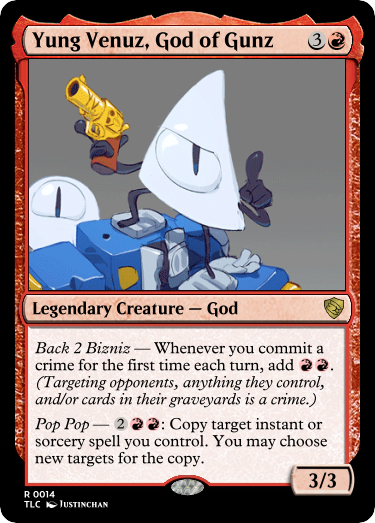 Yung Venuz, God of Gunz 3
Legendary Creature — God
Back 2 Bizniz — Whenever you commit a
crime for the first time each turn, add .
(Targeting opponents, anything they control,
and/or cards in their graveyards is a crime.)
Pop Pop — 2: Copy target instant or
sorcery spell you control. You may choose
new targets for the copy.
3/3
R 0014
TLC JUSTINCHAN